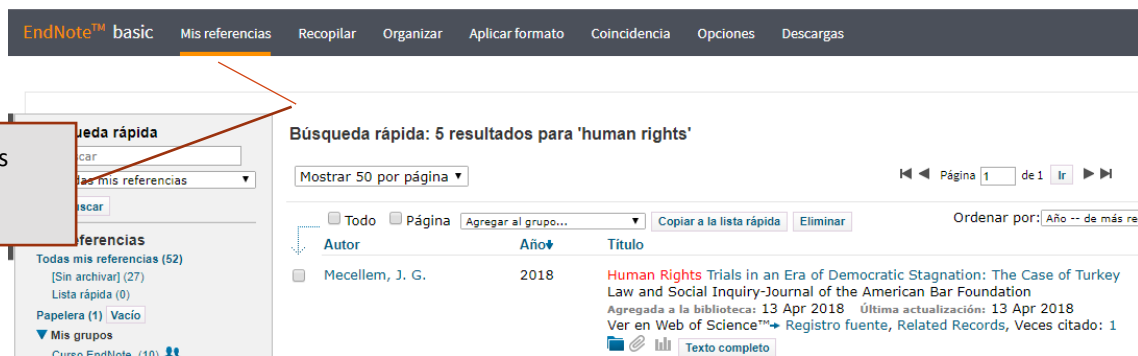 EndNote™ basic Mis referencias Recopilar Organizar Aplicar formato Coincidencia Opciones Descargas
ueda rápida
car
as mis referencias
scar
s
ferencias
Todas mis referencias (52)
[Sin archivar] (27)
Lista rápida (0)
Papelera (1) Vacío
Mis grupos
Curso EndNote (10)
Búsqueda rápida: 5 resultados para 'human rights'
Mostrar 50 por página
Página 1 de 1 Ir
Todo Página Agregar al grupo... Copiar a la lista rápida Eliminar Ordenar por: Año -- de más re
Autor Año Título
Mecellem, J. G. 2018 Human Rights Trials in an Era of Democratic Stagnation: The Case of Turkey
Law and Social Inquiry-Journal of the American Bar Foundation
Agregada a la biblioteca: 13 Apr 2018 Última actualización: 13 Apr 2018
Ver en Web of Science™ Registro fuente, Related Records, Veces citado: 1
Texto completo